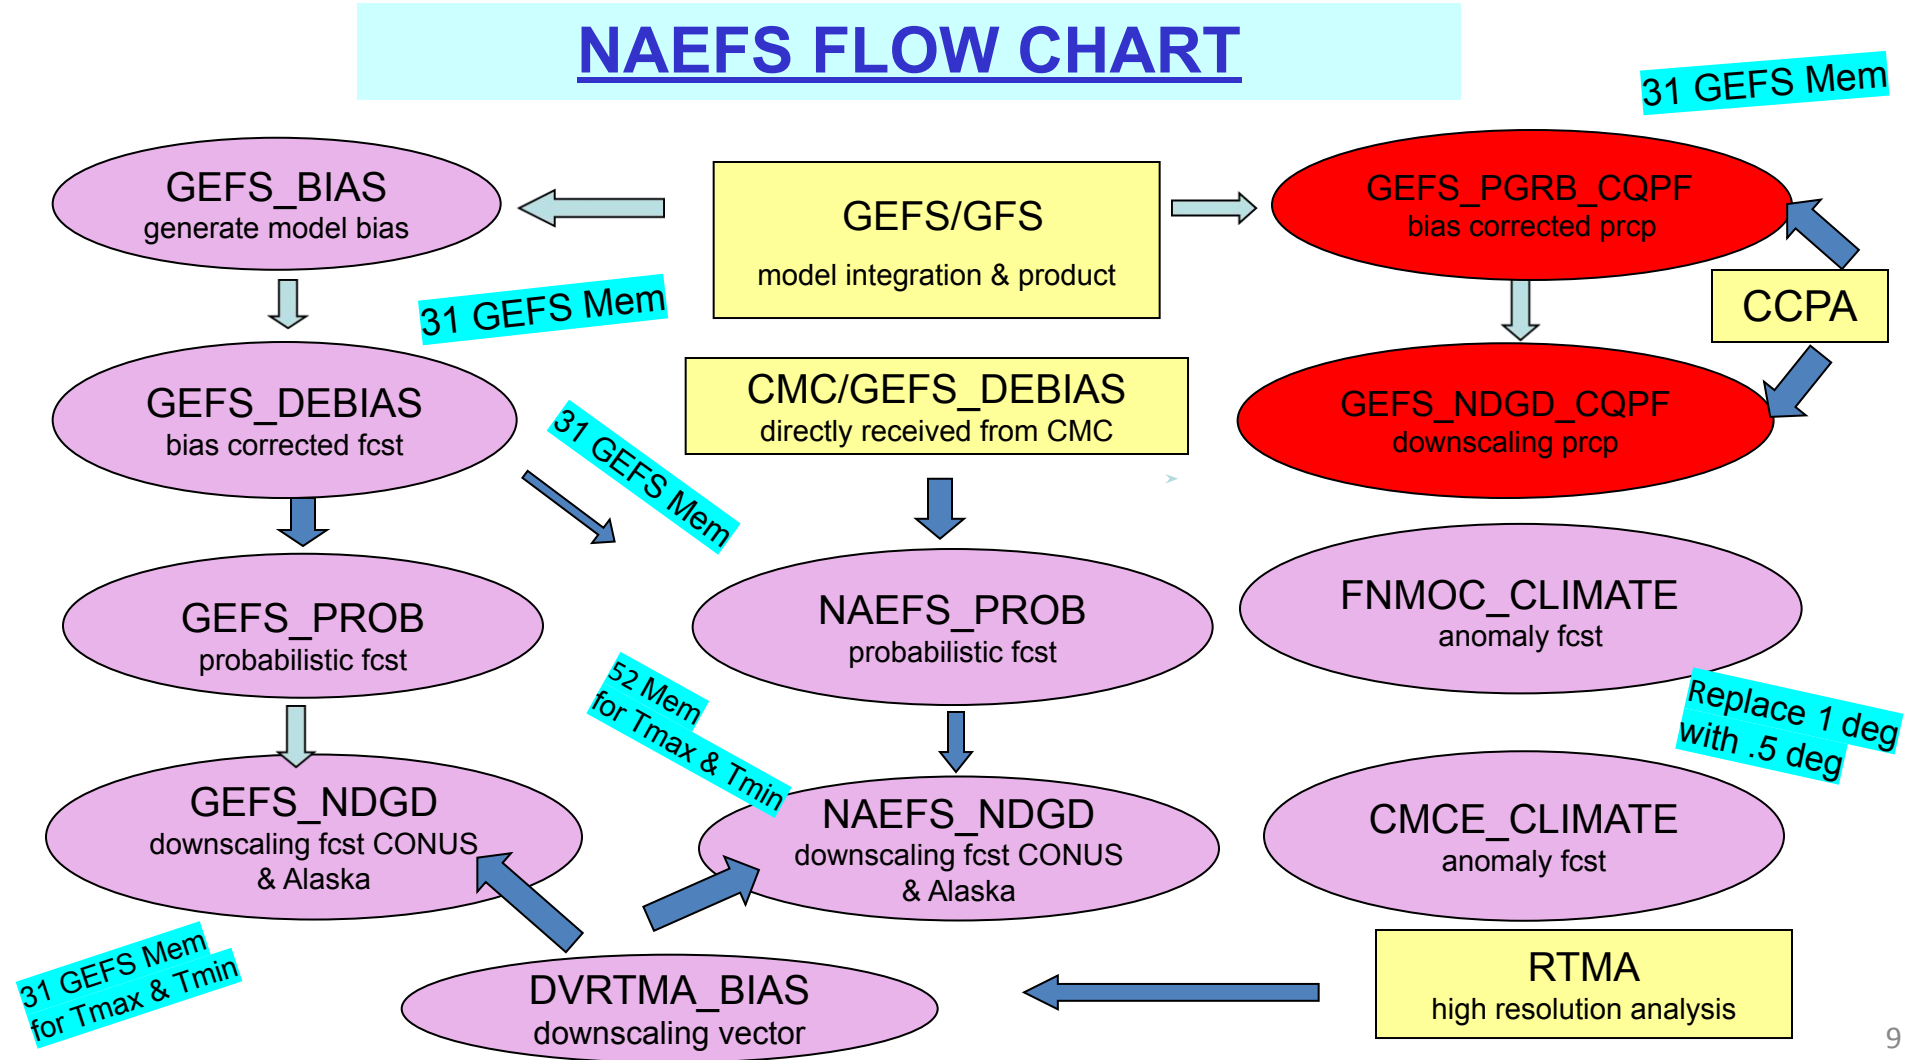 NAEFS FLOW CHART
31 GEFS Mem
GEFS_BIAS
generate model bias
GEFS/GFS
model integration & product
GEFS_PGRB_CQPF
bias corrected prcp
CCPA
31 GEFS Mem
GEFS_DEBIAS
bias corrected fcst
CMC/GEFS_DEBIAS
directly received from CMC
GEFS_NDGD_CQPF
downscaling prcp
31 GEFS Mem
GEFS_PROB
probabilistic fcst
NAEFS_PROB
probabilistic fcst
FNMOC_CLIMATE
anomaly fcst
52 Mem
for Tmax & Tmin
Replace 1 deg
with .5 deg
GEFS_NDGD
downscaling fcst CONUS
& Alaska
NAEFS_NDGD
downscaling fcst CONUS
& Alaska
CMCE_CLIMATE
anomaly fcst
31 GEFS Mem
for Tmax & Tmin
DVRTMA_BIAS
downscaling vector
RTMA
high resolution analysis
9